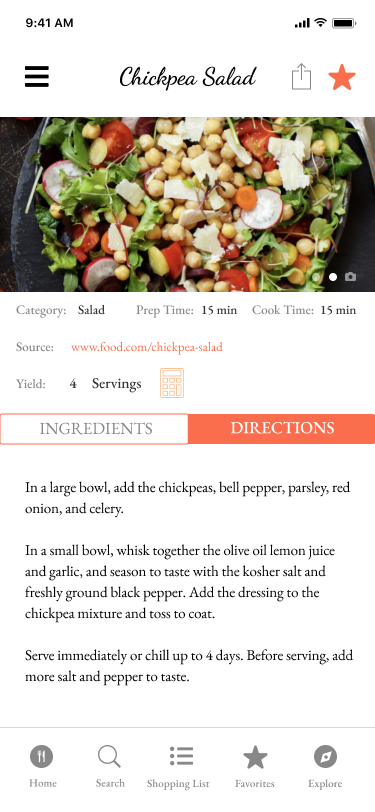 9:41 AM
Chickpea Salad
Category: Salad Prep Time: 15 min Cook Time: 15 min
Source: www.food.com/chickpea-salad
Yield: 4 Servings
INGREDIENTS DIRECTIONS
In a large bowl, add the chickpeas, bell pepper, parsley, red
onion, and celery.
In a small bowl, whisk together the olive oil lemon juice
and garlic, and season to taste with the kosher salt and
freshly ground black pepper. Add the dressing to the
chickpea mixture and toss to coat.
Serve immediately or chill up to 4 days. Before serving, add
more salt and pepper to taste.
Home Search Shopping List Favorites Explore